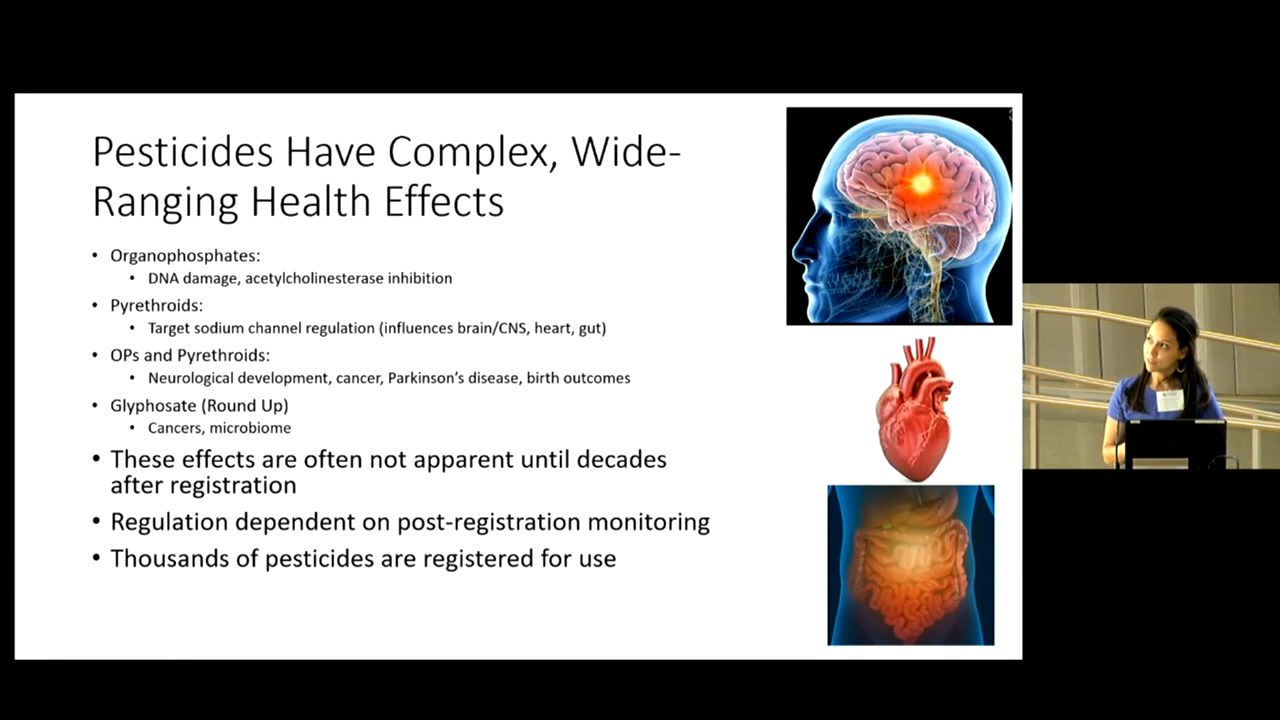 Pesticides Have Complex, Wide-
Ranging Health Effects
• Organophosphates:
• DNA damage, acetylcholinesterase inhibition
• Pyrethroids:
• Target sodium channel regulation (influences brain/CNS, heart, gut)
• OPs and Pyrethroids:
• Neurological development, cancer, Parkinson's disease, birth outcomes
• Glyphosate (Round Up)
• Cancers, microbiome
• These effects are often not apparent until decades
after registration
• Regulation dependent on post-registration monitoring
• Thousands of pesticides are registered for use